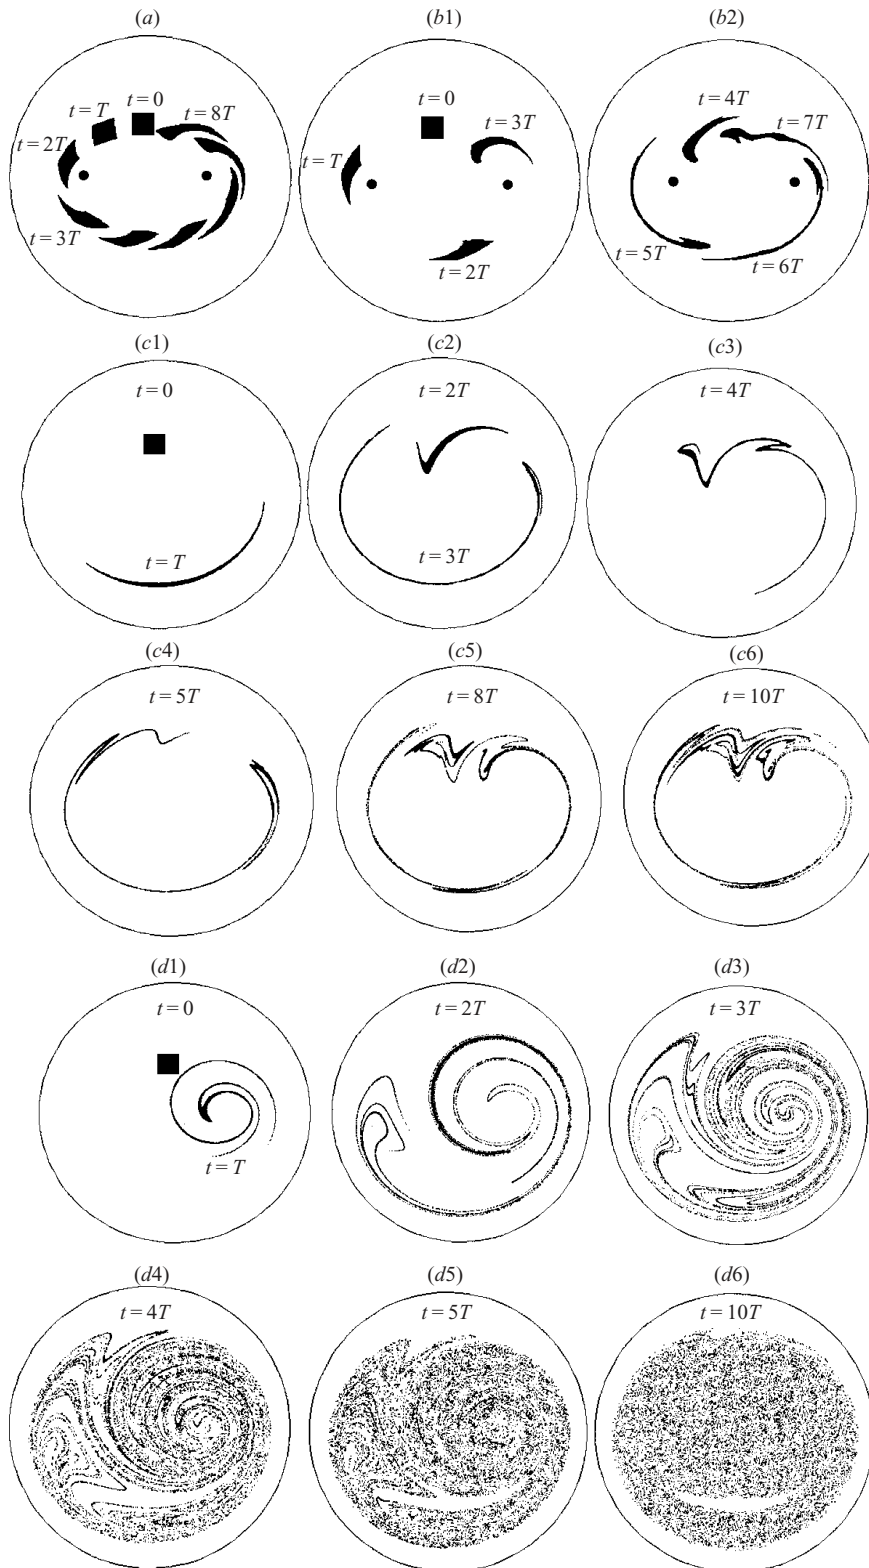 (a)
(b1)
(b2)
t=T
t=0
t=8T
t=2T
t=3T
t=0
t=3T
t=T
t=2T
t=4T
t=7T
t=5T
t=6T
(c1)
(c2)
(c3)
t=0
t=T
t=2T
t=3T
t=4T
(c4)
(c5)
(c6)
t=5T
t=8T
t=10T
(d1)
(d2)
(d3)
t=0
t=T
t=2T
t=3T
(d4)
(d5)
(d6)
t=4T
t=5T
t=10T